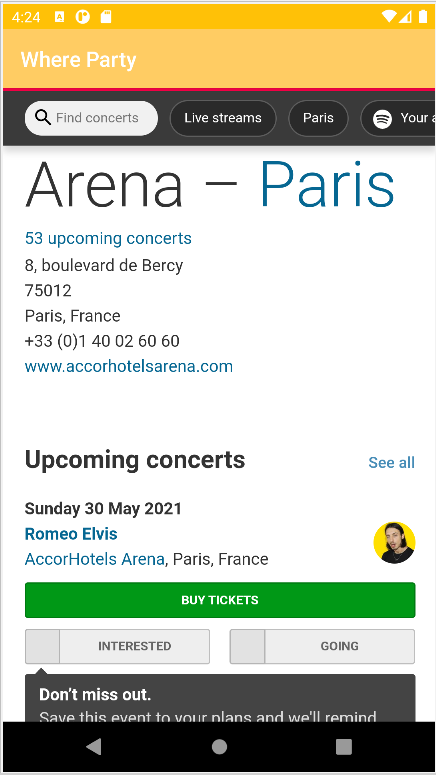 4:24
Where Party
Find concerts
Live streams
Paris
Your a
Arena – Paris
53 upcoming concerts
8, boulevard de Bercy
75012
Paris, France
+33 (0)1 40 02 60 60
www.accorhotelsarena.com
Upcoming concerts
See all
Sunday 30 May 2021
Romeo Elvis
AccorHotels Arena, Paris, France
BUY TICKETS
INTERESTED
GOING
Don't miss out.
Save this event to your plans and we'll remind